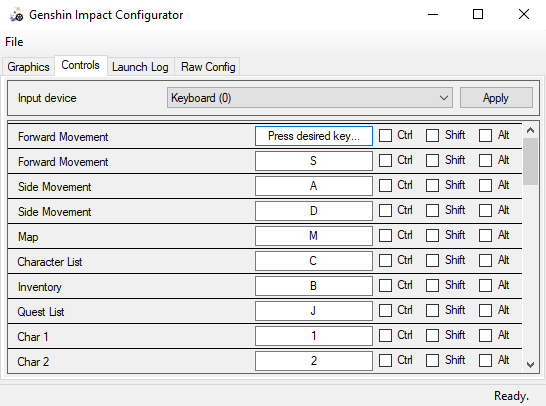 Genshin Impact Configurator
File
Graphics Controls Launch Log Raw Config
Input device Keyboard (0) Apply
Forward Movement Press desired key... Ctrl Shift Alt
Forward Movement S Ctrl Shift Alt
Side Movement A Ctrl Shift Alt
Side Movement D Ctrl Shift Alt
Map M Ctrl Shift Alt
Character List C Ctrl Shift Alt
Inventory B Ctrl Shift Alt
Quest List J Ctrl Shift Alt
Char 1 1 Ctrl Shift Alt
Char 2 2 Ctrl Shift Alt
Ready.